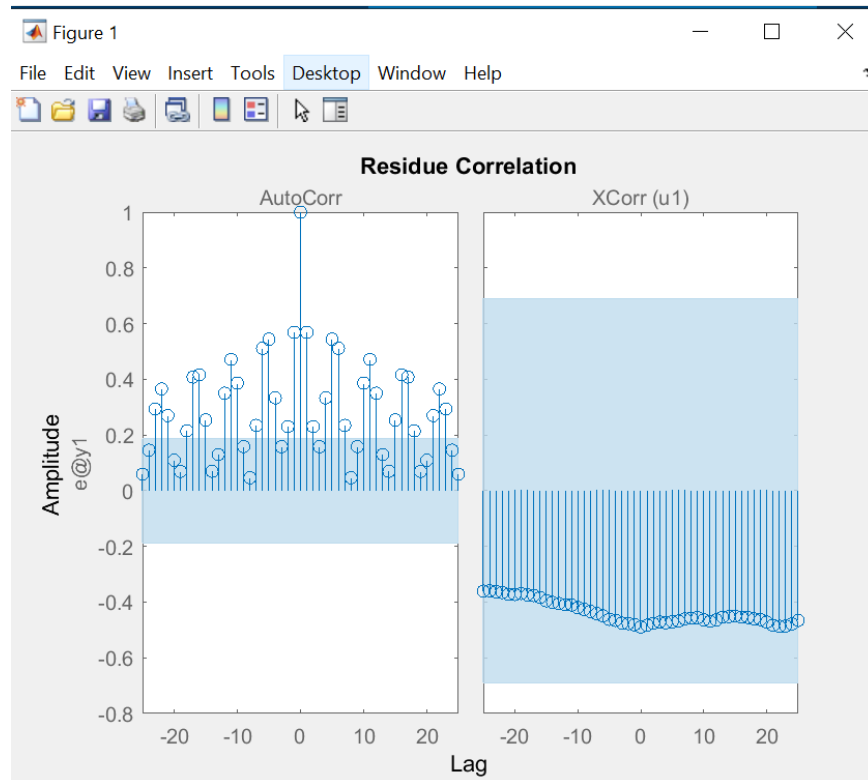 Figure 1
File Edit View Insert Tools Desktop Window Help
Residue Correlation
AutoCorr
XCorr (u1)
Amplitude
e@y1
1
0.8
0.6
0.4
0.2
0
-0.2
-0.4
-0.6
-0.8
-20 -10 0 10 20
-20 -10 0 10 20
Lag